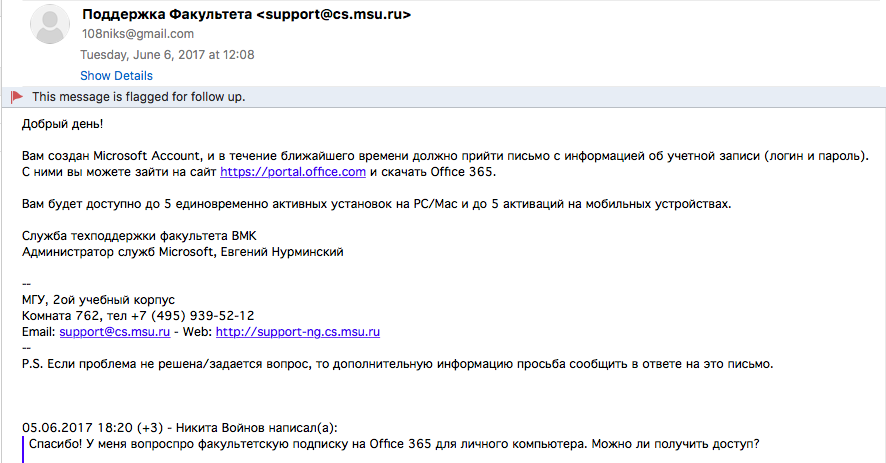 Поддержка Факультета <support@cs.msu.ru>
108niks@gmail.com
Tuesday, June 6, 2017 at 12:08
Show Details
This message is flagged for follow up.
Добрый день!
Вам создан Microsoft Account, и в течение ближайшего времени должно прийти письмо с информацией об учетной записи (логин и пароль).
С ними вы можете зайти на сайт https://portal.office.com и скачать Office 365.
Вам будет доступно до 5 единовременно активных установок на PC/Mac и до 5 активаций на мобильных устройствах.
Служба техподдержки факультета ВМК
Администратор служб Microsoft, Евгений Нурминский
--
МГУ, 2ой учебный корпус
Комната 762, тел +7 (495) 939-52-12
Email: support@cs.msu.ru - Web: http://support-ng.cs.msu.ru
--
P.S. Если проблема не решена/задается вопрос, то дополнительную информацию просьба сообщить в ответе на это письмо.
05.06.2017 18:20 (+3) - Никита Войнов написал(а):
Спасибо! У меня вопроспро факультетскую подписку на Office 365 для личного компьютера. Можно ли получить доступ?